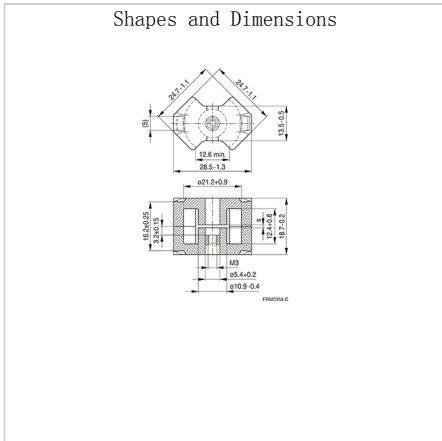 Shapes and Dimensions
24.7-1.1
24.7-1.1
(5)
13.5-0.5
12.6 min.
28.5-1.3
ø21.2+0.9
16.2±0.25
3.2±0.15
s
12.4+0.6
18.7-0.2
M3
ø5.4+0.2
ø10.9-0.4
FRM0354-E